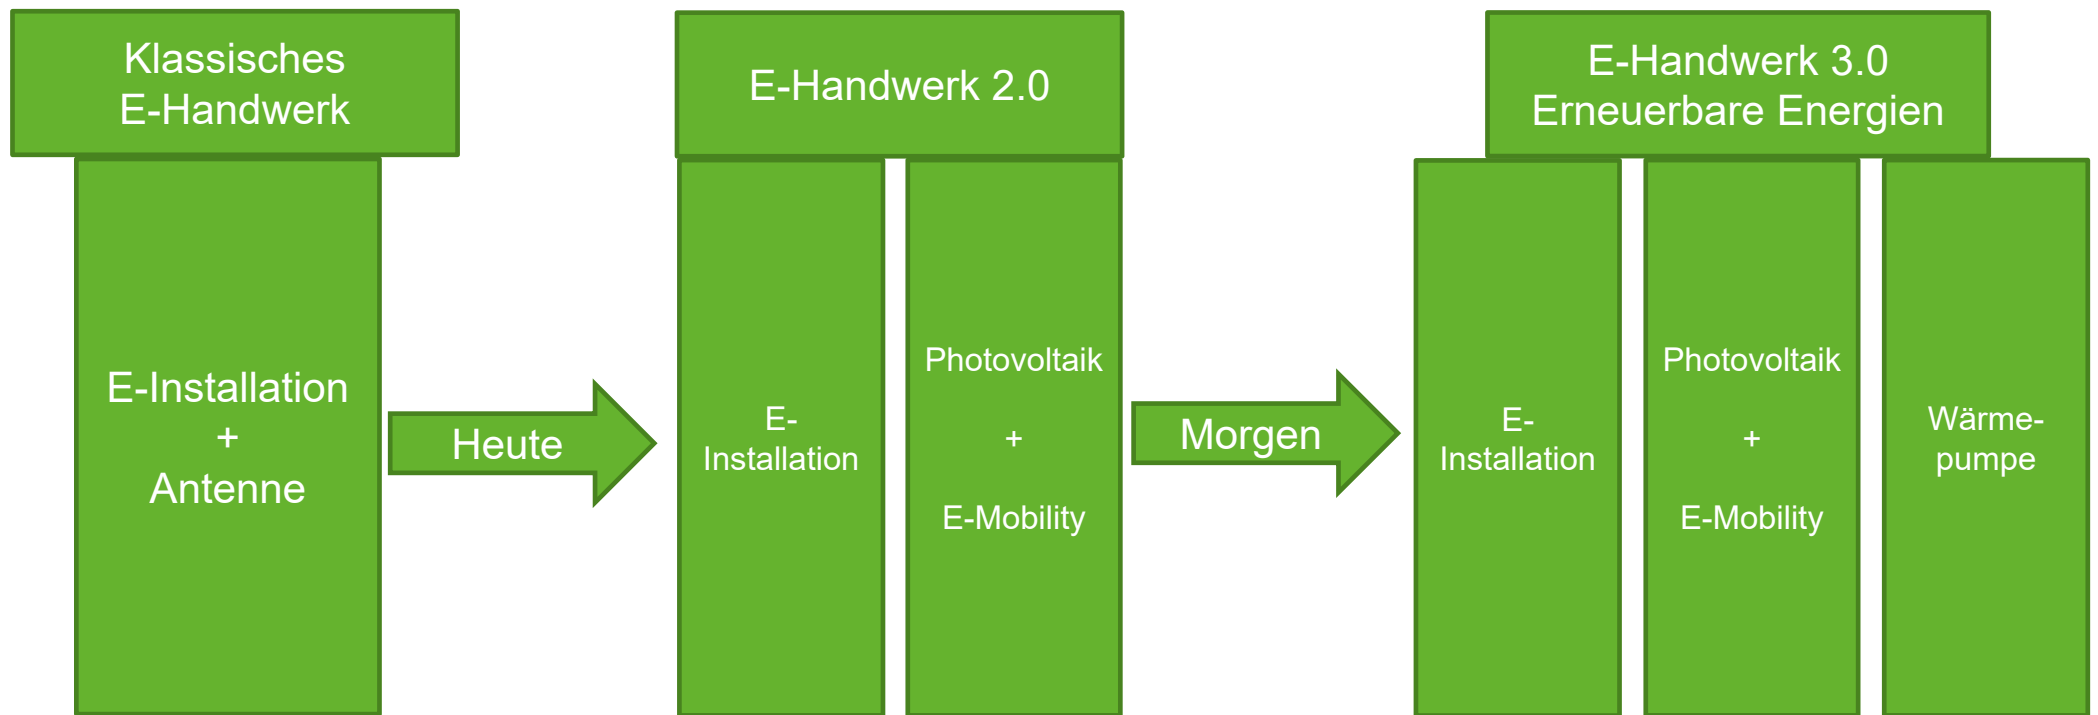 Klassisches
E-Handwerk
E-Installation
+
Antenne
Heute
E-Handwerk 2.0
E-
Installation
Photovoltaik
+
E-Mobility
Morgen
E-Handwerk 3.0
Erneuerbare Energien
E-
Installation
Photovoltaik
+
E-Mobility
Wärme-
pumpe